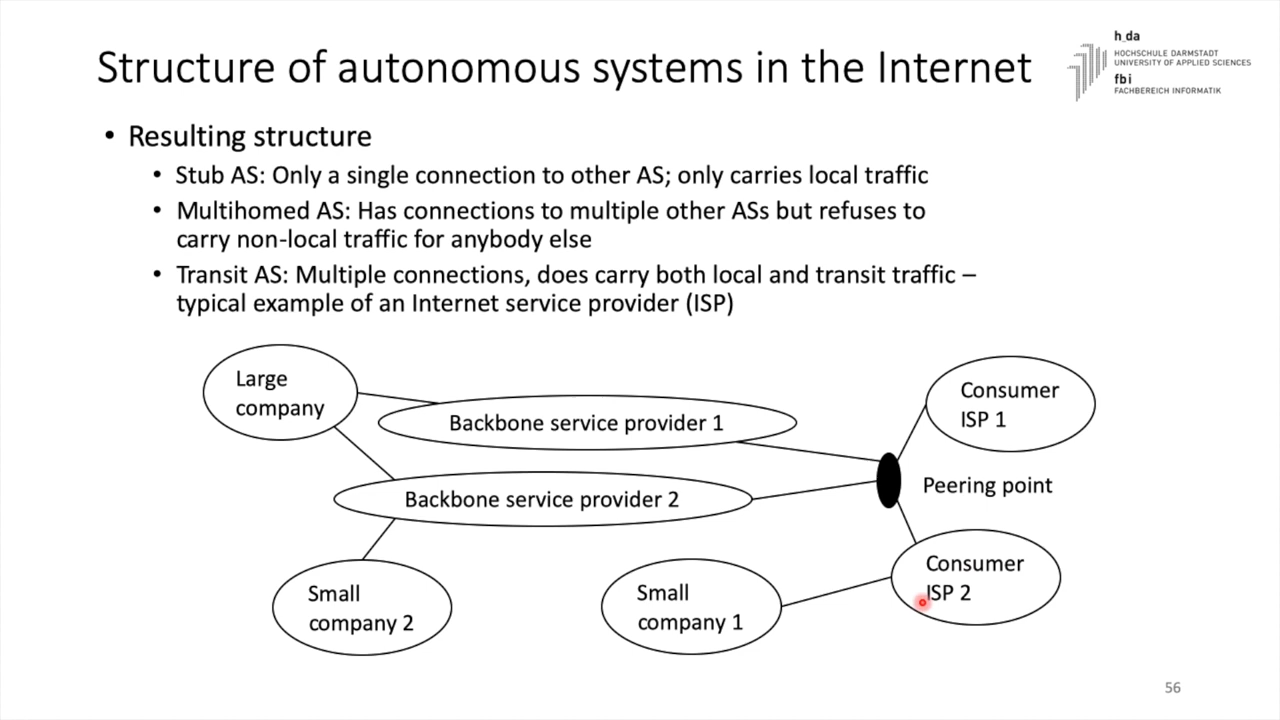 h_da
HOCHSCHULE DARMSTADT
UNIVERSITY OF APPLIED SCIENCES
fbi
FACHBEREICH INFORMATIK
Structure of autonomous systems in the Internet
• Resulting structure
• Stub AS: Only a single connection to other AS; only carries local traffic
• Multihomed AS: Has connections to multiple other ASs but refuses to
carry non-local traffic for anybody else
• Transit AS: Multiple connections, does carry both local and transit traffic –
typical example of an Internet service provider (ISP)
Large
company
Backbone service provider 1
Consumer
ISP 1
Backbone service provider 2
Peering point
Small
company 2
Small
company 1
Consumer
ISP 2
56